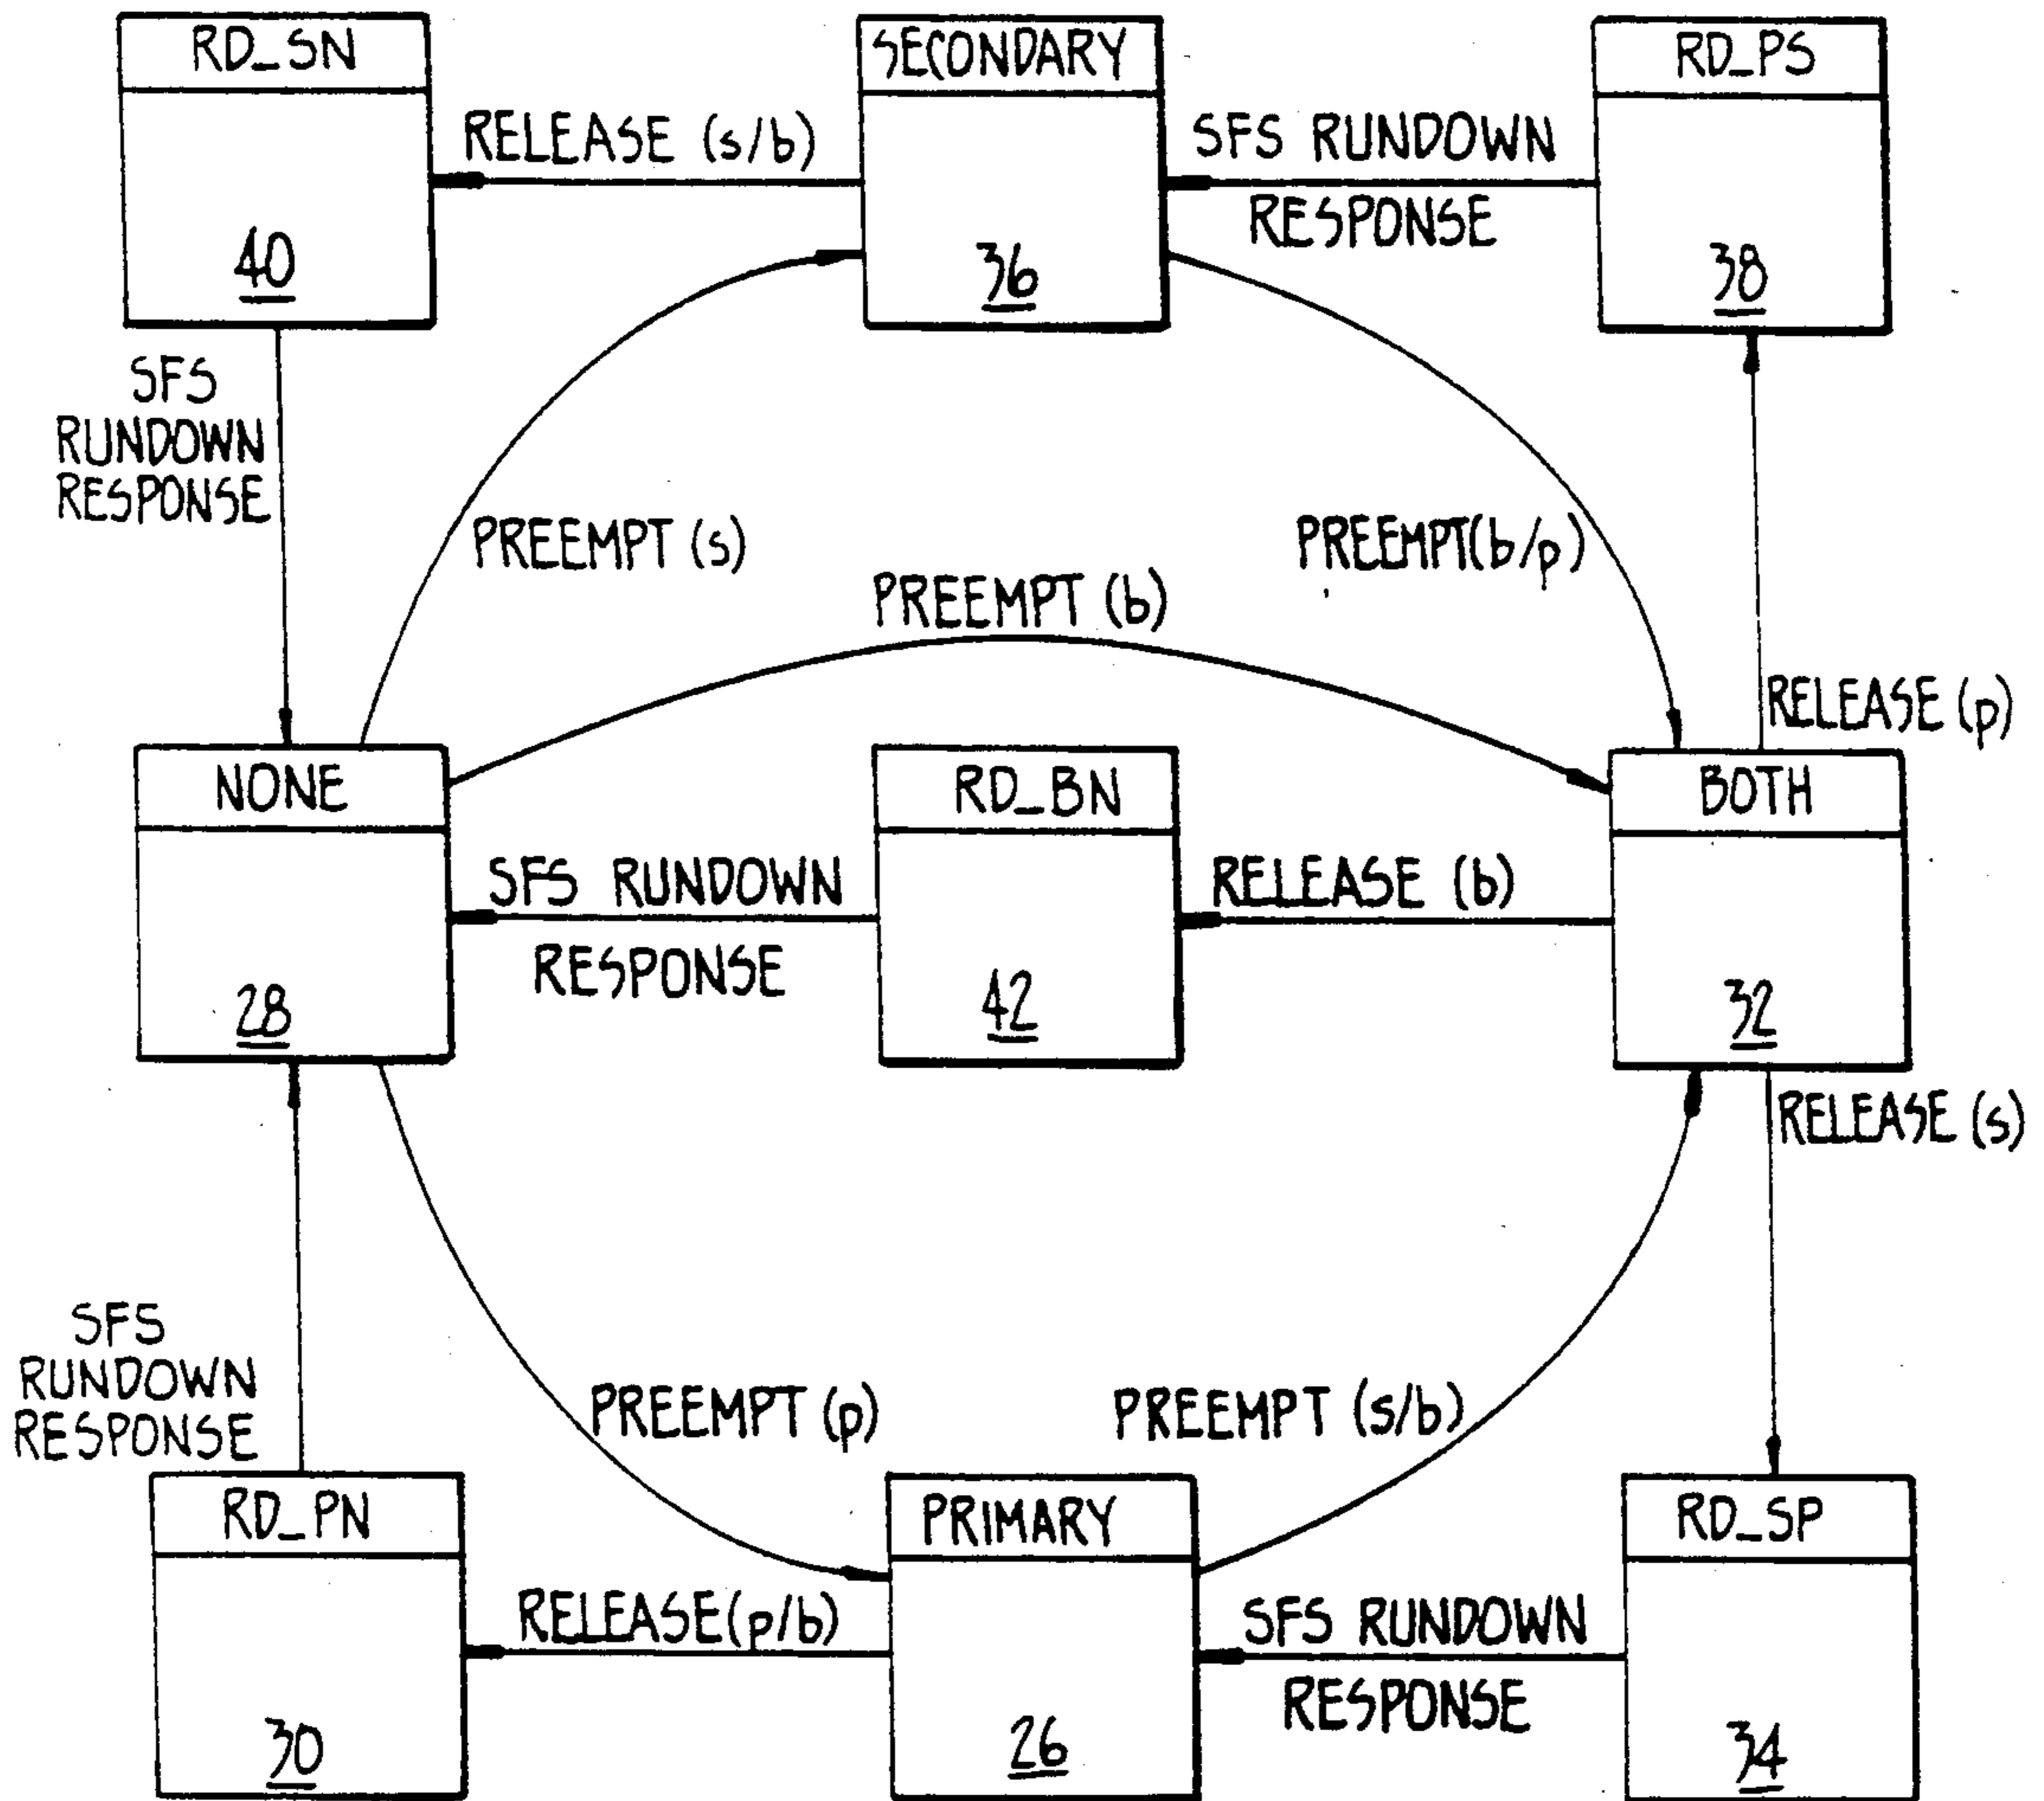 RD_SN
SECONDARY
RD_PS
RELEASE (s/b)
SFS RUNDOWN
RESPONSE
40
36
38
SFS
RUNDOWN
RESPONSE
PREEMPT (s)
PREEMPT(b/p)
PREEMPT (b)
RELEASE (p)
NONE
RD_BN
BOTH
SFS RUNDOWN
RESPONSE
RELEASE (b)
28
42
32
RELEASE (s)
SFS
RUNDOWN
RESPONSE
PREEMPT (p)
PREEMPT (s/b)
RD_PN
PRIMARY
RD_SP
RELEASE(p/b)
SFS RUNDOWN
RESPONSE
30
26
34